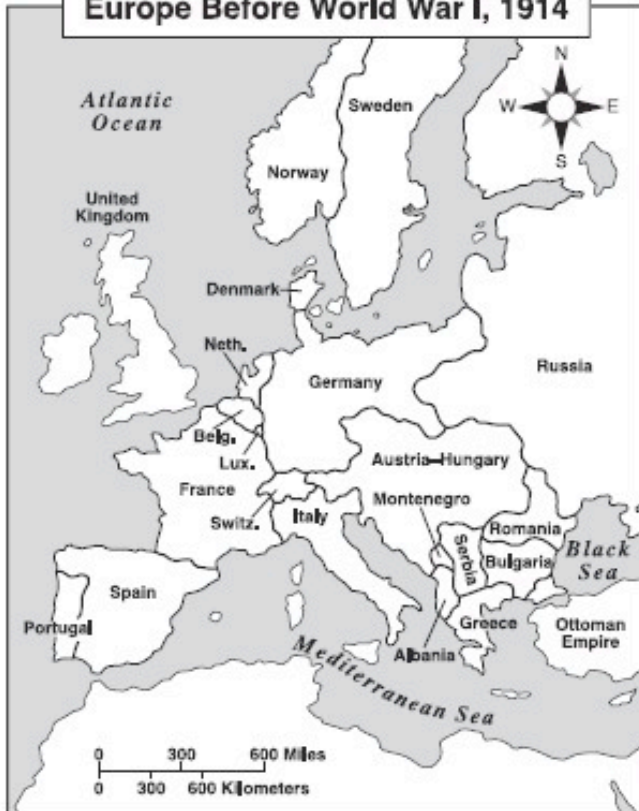 Europe Before World War I, 1914
Atlantic
Ocean
N
W
E
S
Sweden
Norway
United
Kingdom
Denmark
Neth.
Germany
Russia
Belg.
Lux.
Austria-Hungary
France
Montenegro
Switz.
Italy
Romania
Serbia
Bulgaria
Black
Sea
Spain
Portugal
Greece
Ottoman
Empire
Albania
Mediterranean Sea
0 300 600 Miles
0 300 600 Kilometers